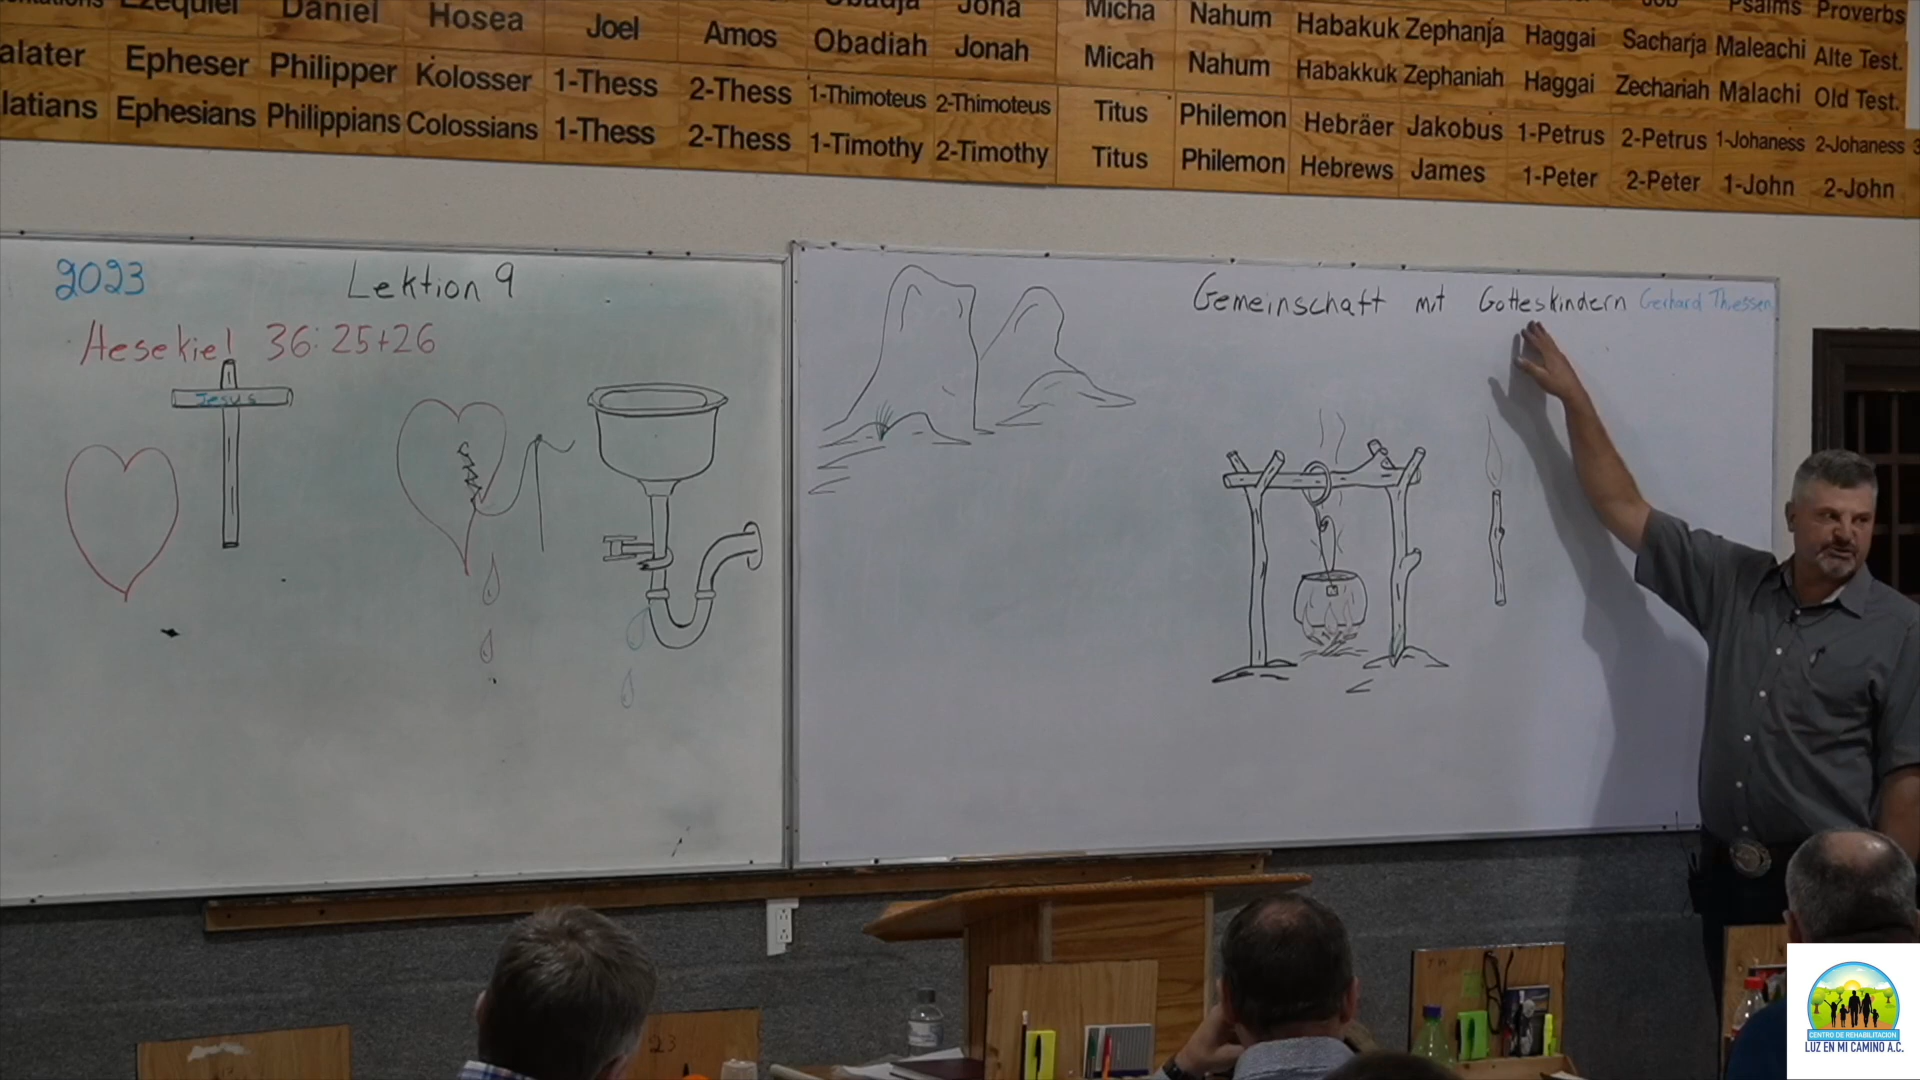 Ezequiel Daniel Hosea Joel Amos Obadja Jona Micha Nahum Habakuk Zephanja Haggai Sacharja Maleachi Alte Test.
Psalms Proverbs
Obadiah Jonah Micah Nahum Habakkuk Zephaniah Haggai Zechariah Malachi Old Test.
alater Epheser Philipper Kolosser 1-Thess 2-Thess 1-Thimoteus 2-Thimoteus Titus Philemon Hebräer Jakobus 1-Petrus 2-Petrus 1-Johaness 2-Johaness 3
latians Ephesians Philippians Colossians 1-Thess 2-Thess 1-Timothy 2-Timothy Titus Philemon Hebrews James 1-Peter 2-Peter 1-John 2-John
2023 Lektion 9
Hesekiel 36:25+26
Jesus
Gemeinschaft mit Gotteskindern Gerhard Thiessen
23
CENTRO DE REHABILITACION
LUZ EN MI CAMINO A.C.